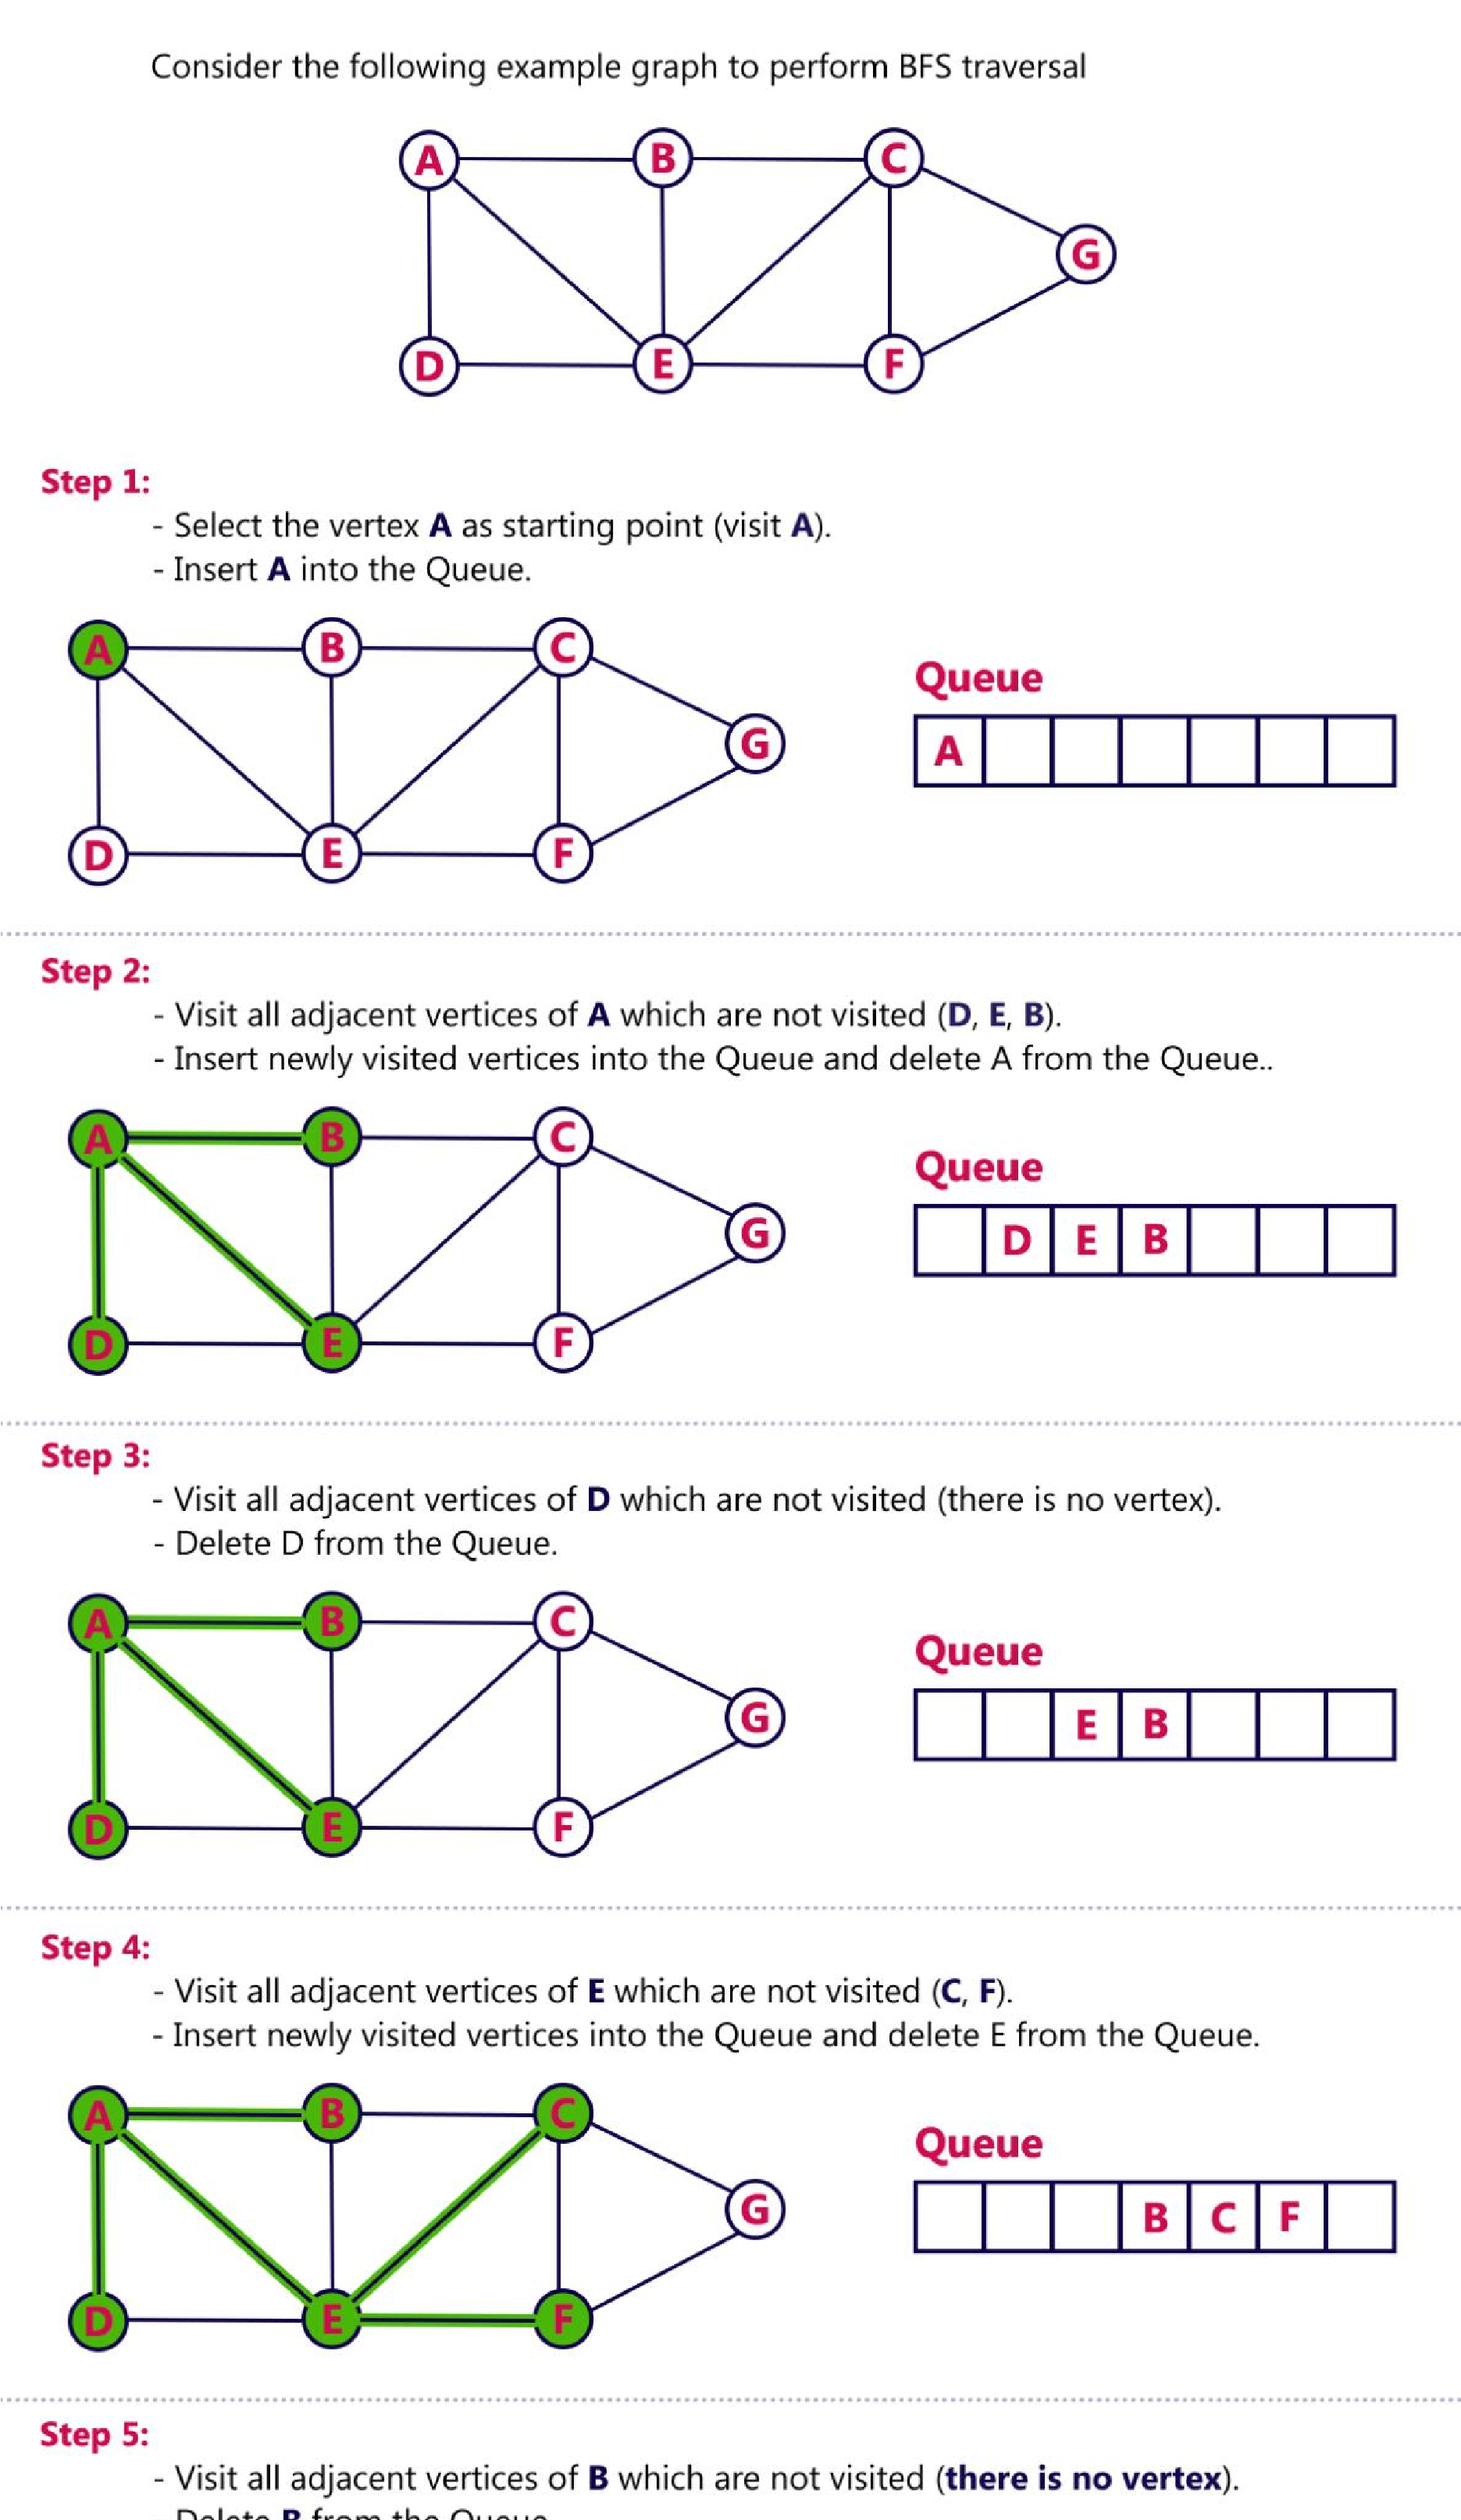 Consider the following example graph to perform BFS traversal
A B C
G
D E F
Step 1:
- Select the vertex A as starting point (visit A).
- Insert A into the Queue.
A B C
Queue
G
A
D E F
Step 2:
- Visit all adjacent vertices of A which are not visited (D, E, B).
- Insert newly visited vertices into the Queue and delete A from the Queue..
A B C
Queue
G
D E B
D E F
Step 3:
- Visit all adjacent vertices of D which are not visited (there is no vertex).
- Delete D from the Queue.
A B C
Queue
G
E B
D E F
Step 4:
- Visit all adjacent vertices of E which are not visited (C, F).
- Insert newly visited vertices into the Queue and delete E from the Queue.
A B C
Queue
G
B C F
D E F
Step 5:
- Visit all adjacent vertices of B which are not visited (there is no vertex).
- Delete B from the Queue